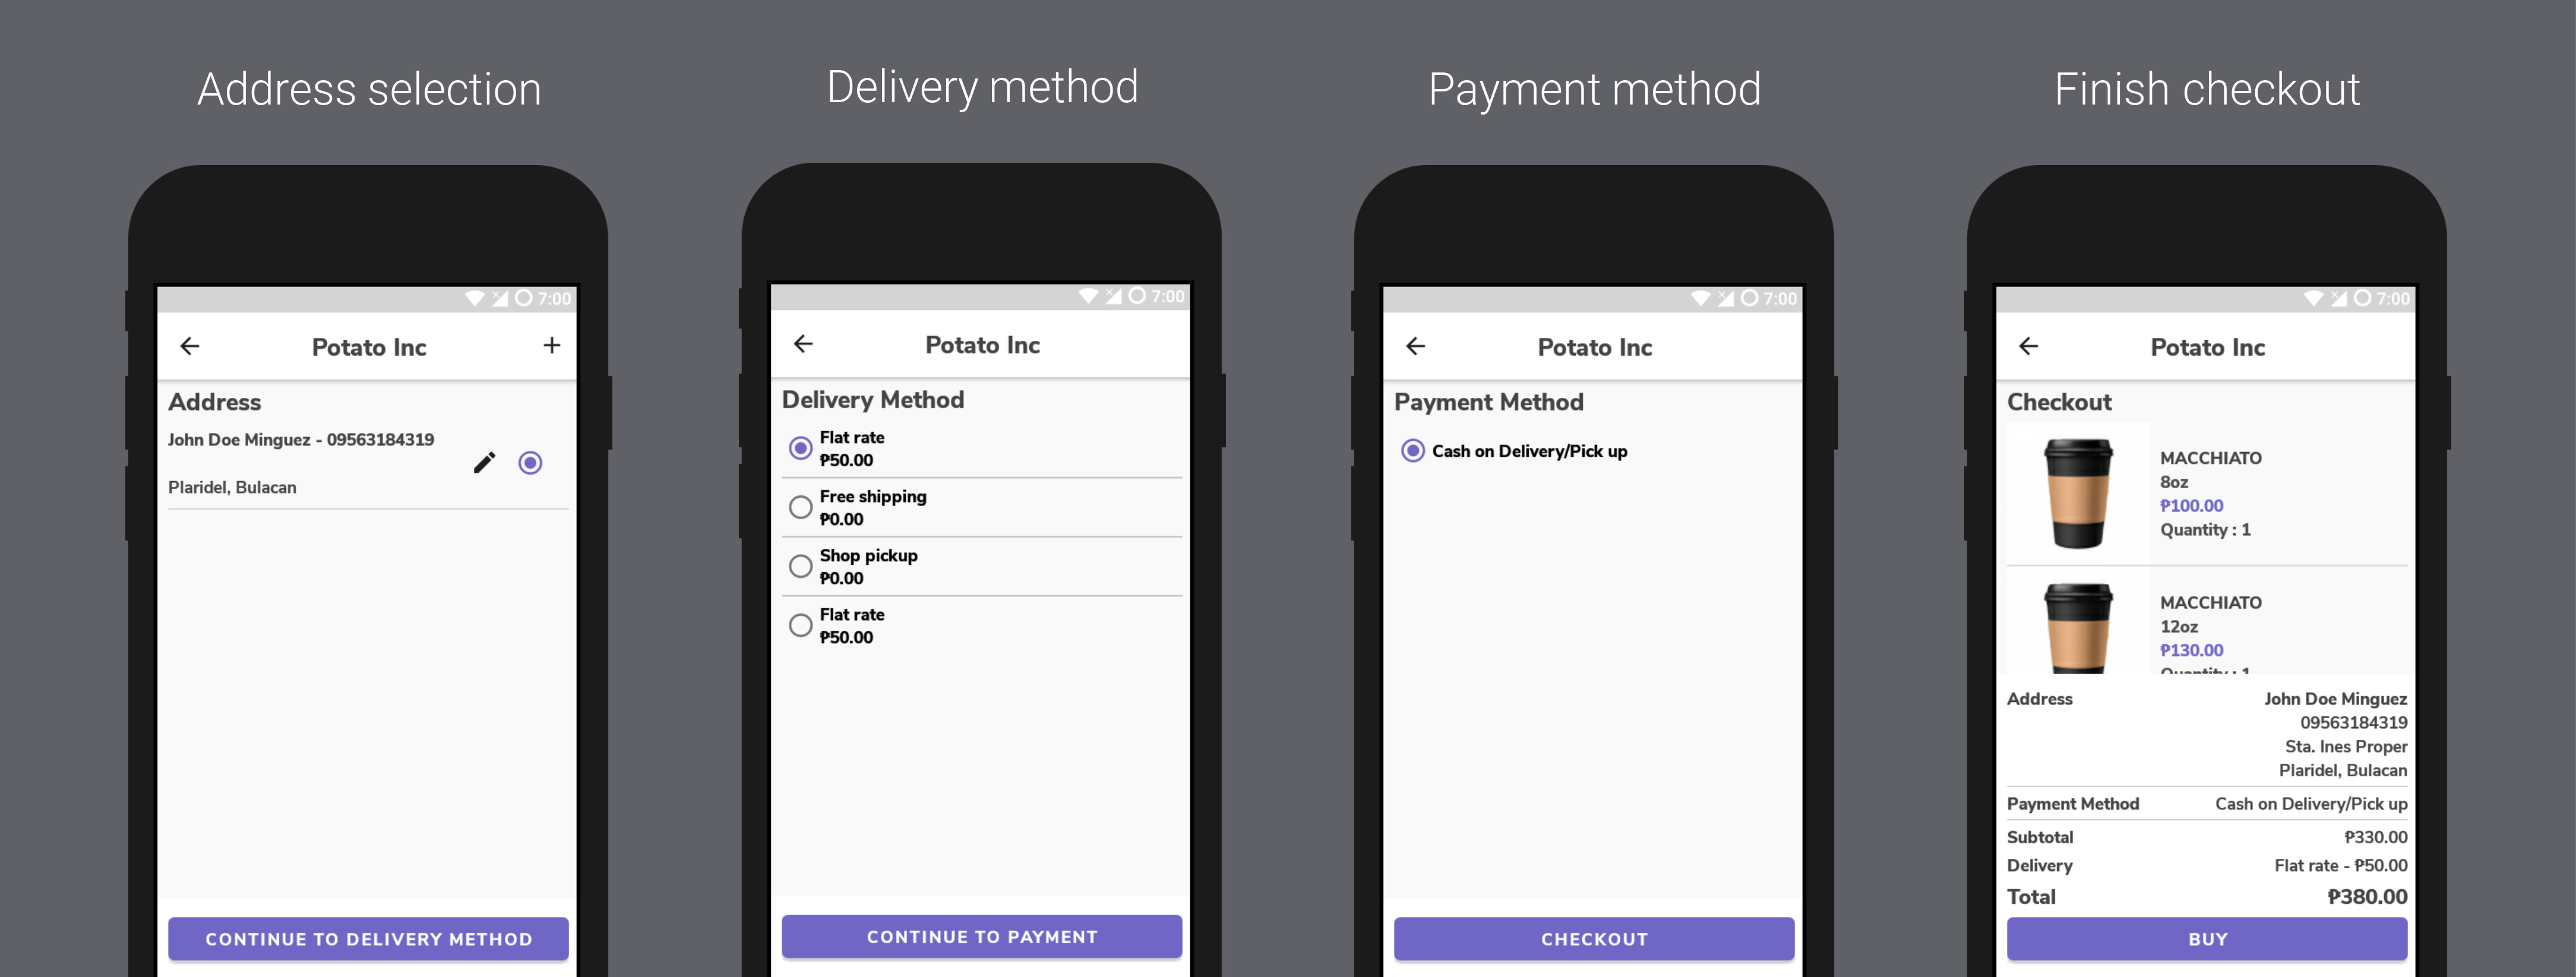 Address selection
7:00
Potato Inc
Address
John Doe Minguez - 09563184319
Plaridel, Bulacan
CONTINUE TO DELIVERY METHOD
Delivery method
7:00
Potato Inc
Delivery Method
Flat rate
₱50.00
Free shipping
₱0.00
Shop pickup
₱0.00
Flat rate
₱50.00
CONTINUE TO PAYMENT
Payment method
7:00
Potato Inc
Payment Method
Cash on Delivery/Pick up
CHECKOUT
Finish checkout
7:00
Potato Inc
Checkout
MACCHIATO
8oz
₱100.00
Quantity : 1
MACCHIATO
12oz
₱130.00
Quantity : 1
Address John Doe Minguez
09563184319
Sta. Ines Proper
Plaridel, Bulacan
Payment Method Cash on Delivery/Pick up
Subtotal ₱330.00
Delivery Flat rate - ₱50.00
Total ₱380.00
BUY